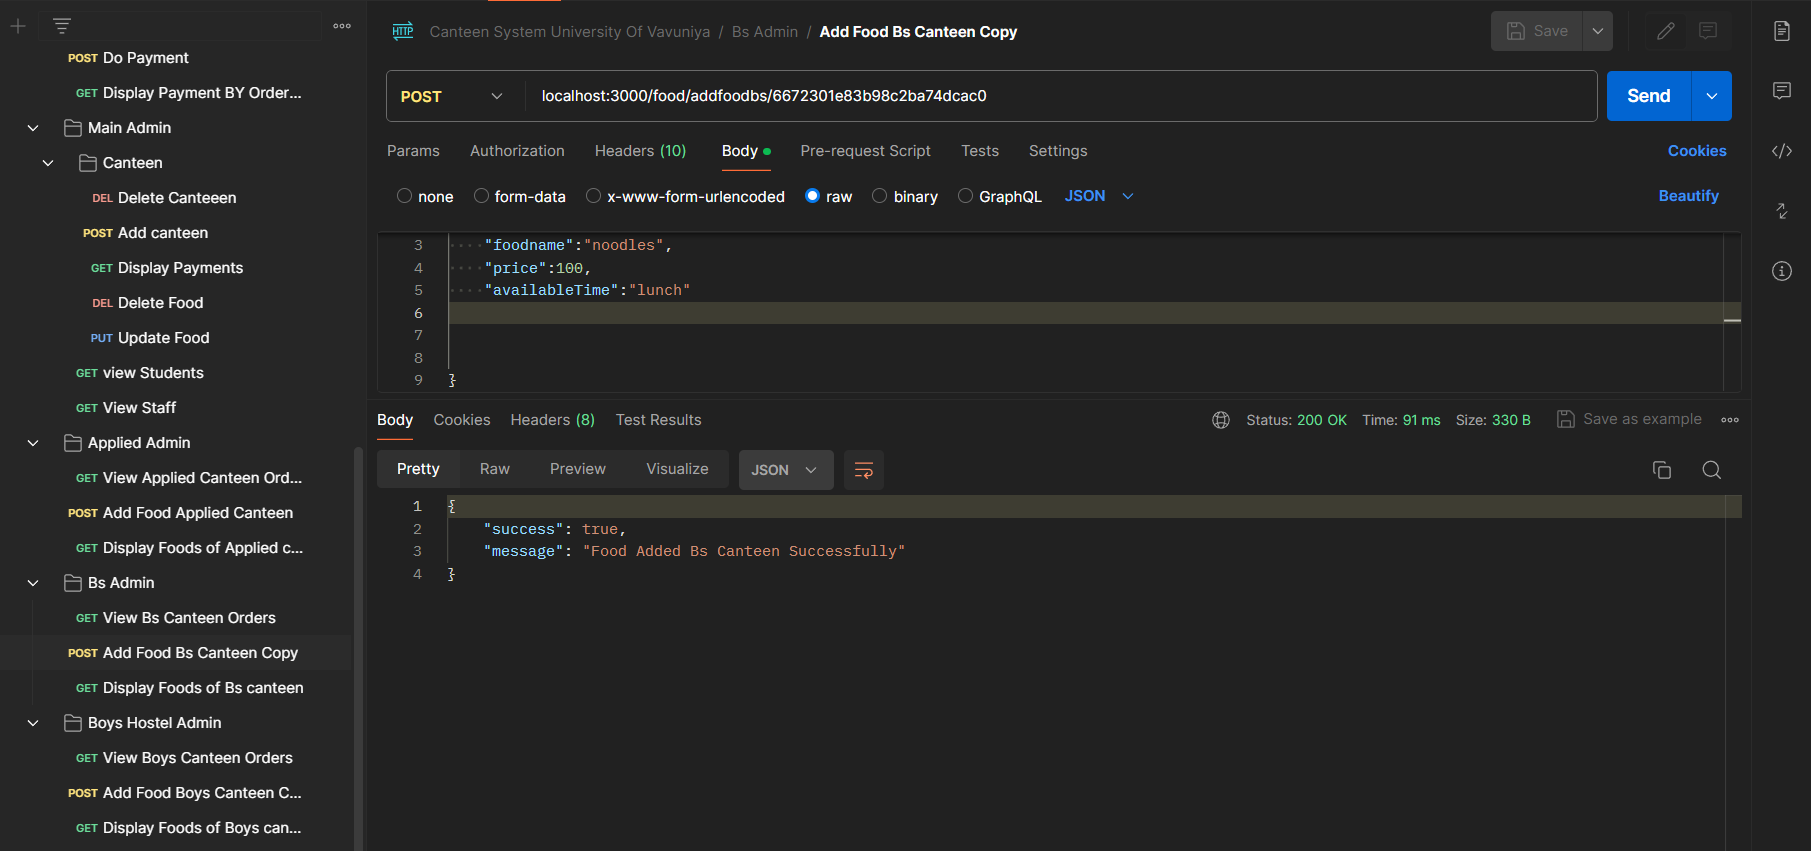 POST Do Payment
GET Display Payment BY Order...
Main Admin
Canteen
DEL Delete Canteeen
POST Add canteen
GET Display Payments
DEL Delete Food
PUT Update Food
GET view Students
GET View Staff
Applied Admin
GET View Applied Canteen Ord...
POST Add Food Applied Canteen
GET Display Foods of Applied c...
Bs Admin
GET View Bs Canteen Orders
POST Add Food Bs Canteen Copy
GET Display Foods of Bs canteen
Boys Hostel Admin
GET View Boys Canteen Orders
POST Add Food Boys Canteen C...
GET Display Foods of Boys can...
HTTP Canteen System University Of Vavuniya / Bs Admin / Add Food Bs Canteen Copy
Save
POST localhost:3000/food/addfoodbs/6672301e83b98c2ba74dcac0
Send
Params Authorization Headers (10) Body Pre-request Script Tests Settings Cookies
none form-data x-www-form-urlencoded raw binary GraphQL JSON Beautify
3 "foodname":"noodles",
4 "price":100,
5 "availableTime":"lunch"
6
7
8
9 }
Body Cookies Headers (8) Test Results Status: 200 OK Time: 91 ms Size: 330 B Save as example
Pretty Raw Preview Visualize JSON
1 {
2 "success": true,
3 "message": "Food Added Bs Canteen Successfully"
4 }